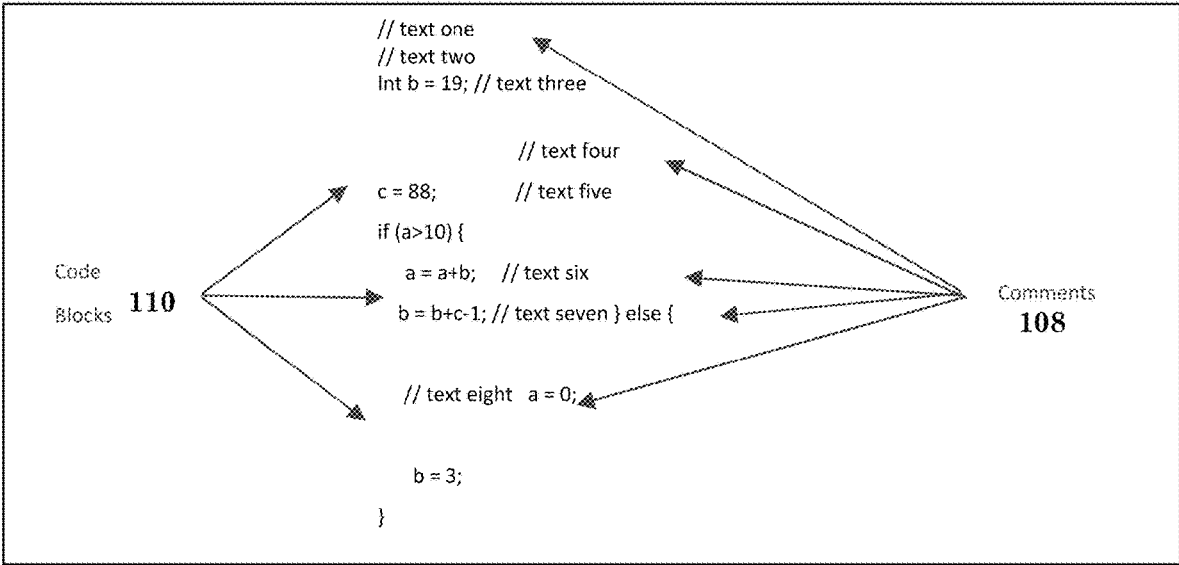 // text one
// text two
Int b = 19; // text three
// text four
c = 88; // text five
if (a>10) {
Code
a = a+b; // text six
Blocks 110
b = b+c-1; // text seven } else {
Comments
108
// text eight a = 0;
b = 3;
}